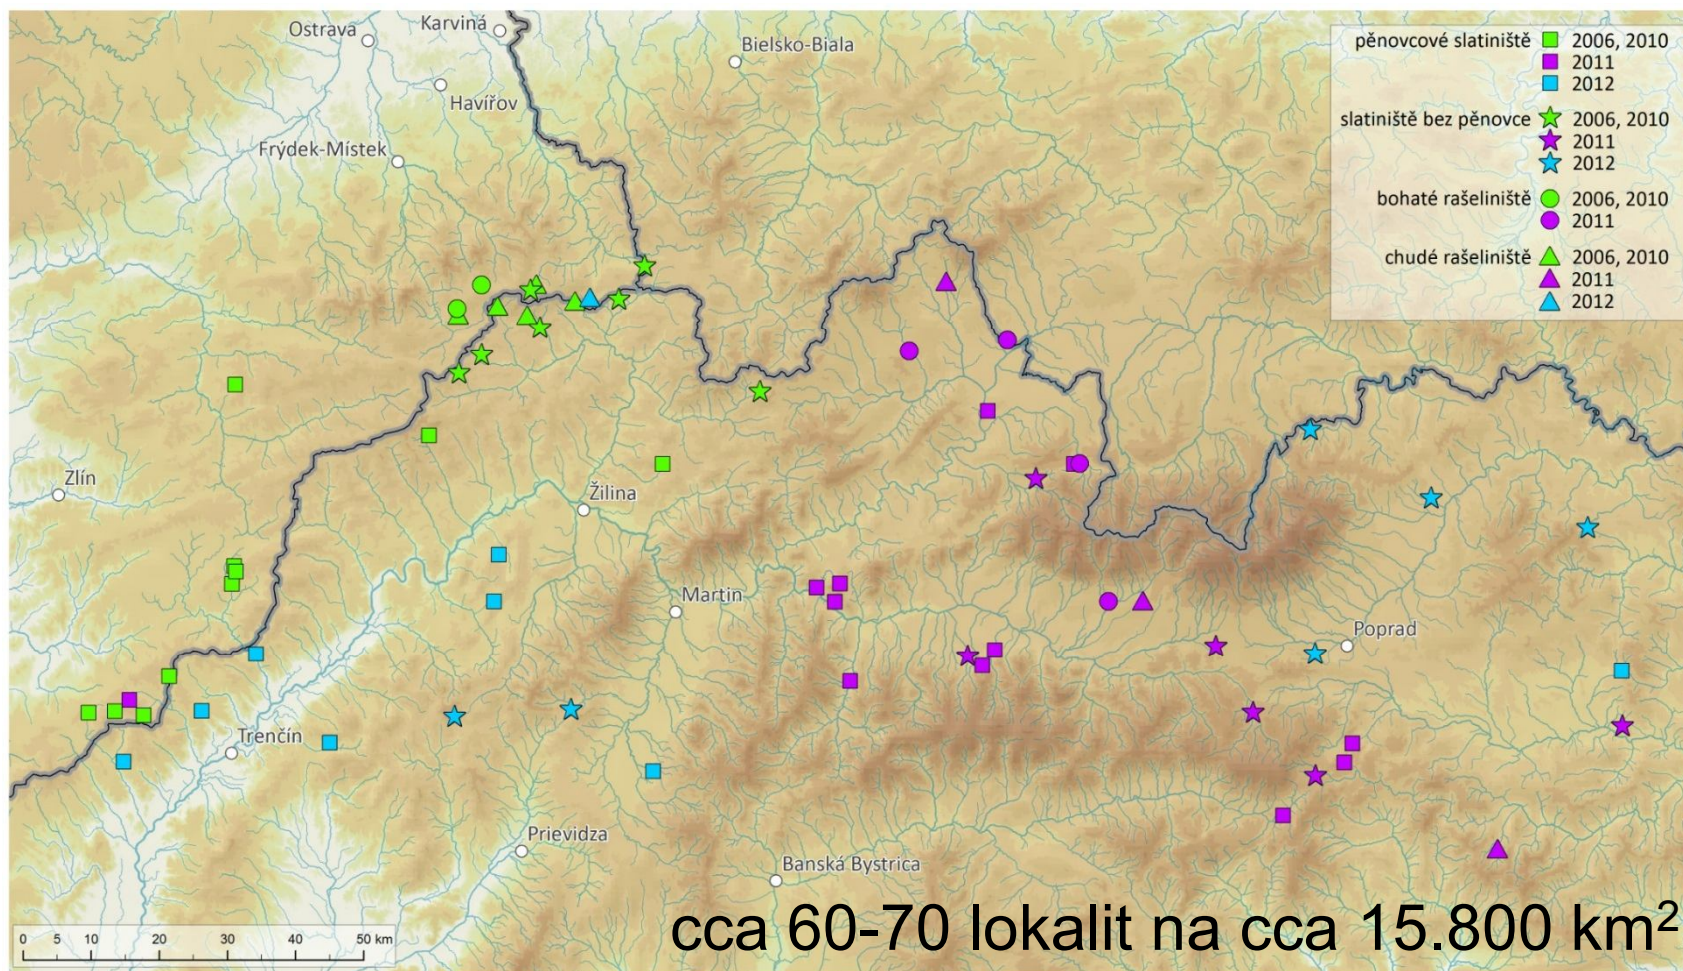 Ostrava
Karviná
Bielsko-Biala
Havířov
Frýdek-Místek
pěnovcové slatiniště 2006, 2010
2011
2012
slatiniště bez pěnovce 2006, 2010
2011
2012
bohaté rašeliniště 2006, 2010
2011
chudé rašeliniště 2006, 2010
2011
2012
Zlín
Žilina
Martin
Poprad
Trenčín
Prievidza
Banská Bystrica
0 5 10 20 30 40 50 km
cca 60-70 lokalit na cca 15.800 km²